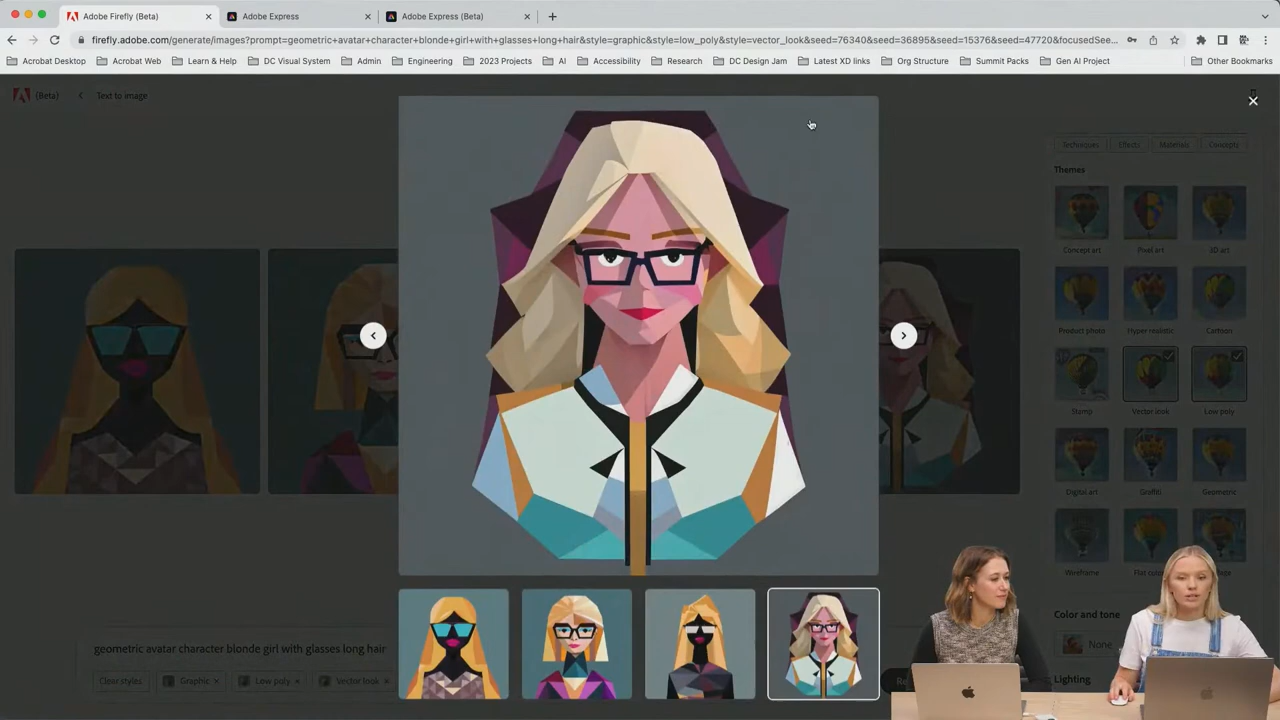 Adobe Firefly (Beta)
Adobe Express
Adobe Express (Beta)
firefly.adobe.com/generate/images?prompt=geometric+avatar+character+blonde+girl+with+glasses+long+hair&style=graphic&style=low_poly&style=vector_look&seed=76340&seed=36895&seed=15376&seed=47720&focusedSee...
Acrobat Desktop Acrobat Web Learn & Help DC Visual System Admin Engineering 2023 Projects AI Accessibility Research DC Design Jam Latest XD links Org Structure Summit Packs Gen AI Project Other Bookmarks
(Beta) Text to image
Techniques Effects Materials Concepts
Themes
Concept art Pixel art 3D art
Product photo Hyper realistic Cartoon
Stamp Vector look Low poly
Digital art Graffiti Geometric
Wireframe
Color and tone
None
Lighting
geometric avatar character blonde girl with glasses long hair
Clear styles Graphic Low poly Vector look